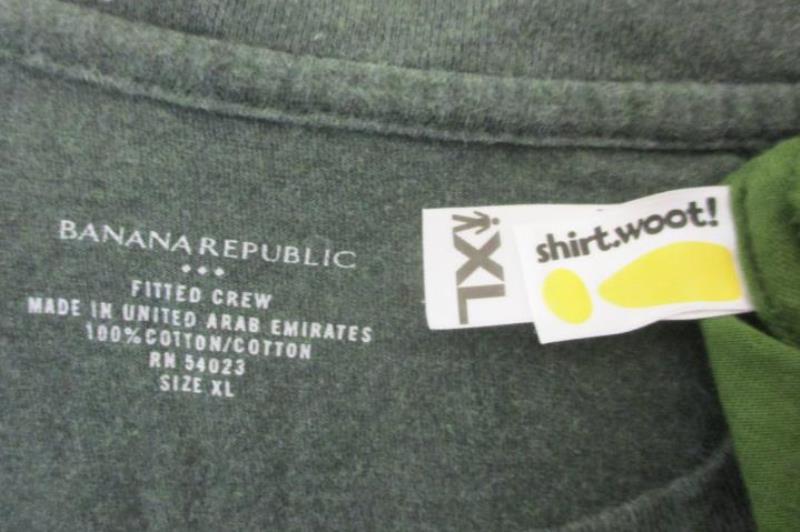 BANANA REPUBLIC
FITTED CREW
MADE IN UNITED ARAB EMIRATES
100%COTTON/COTTON
RN 54023
SIZE XL
XL
shirt.woot!